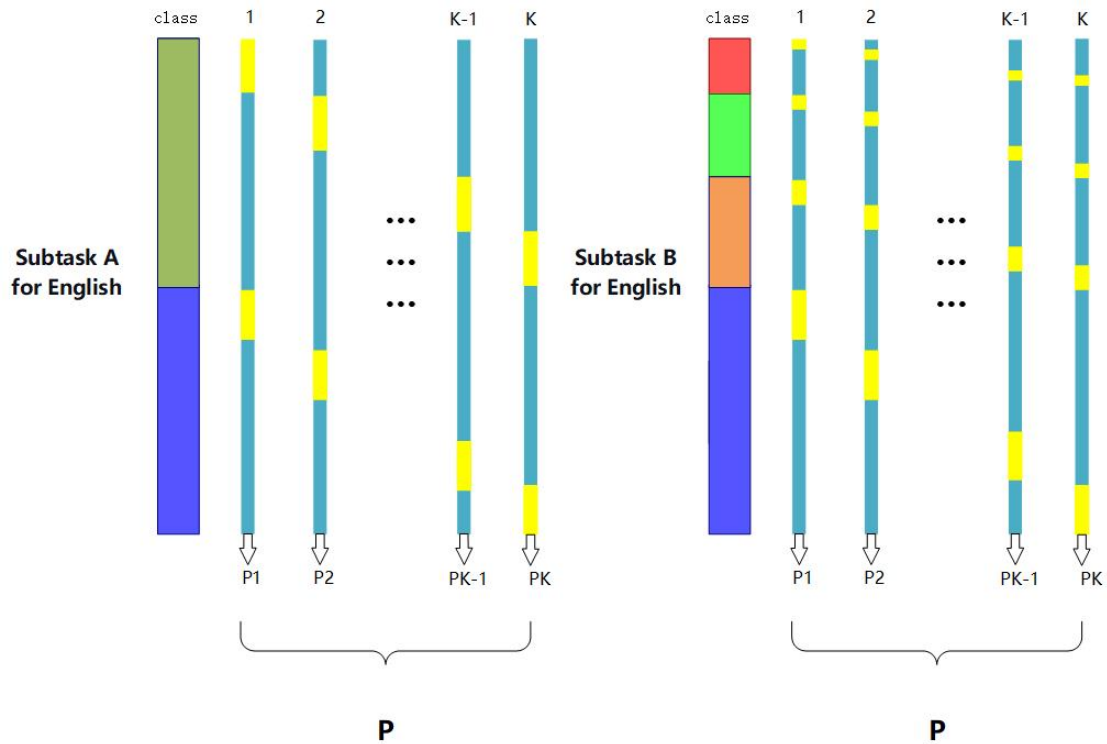 class 1 2 K-1 K
Subtask A
for English
...
...
...
P1 P2 PK-1 PK
P
class 1 2 K-1 K
Subtask B
for English
...
...
...
P1 P2 PK-1 PK
P